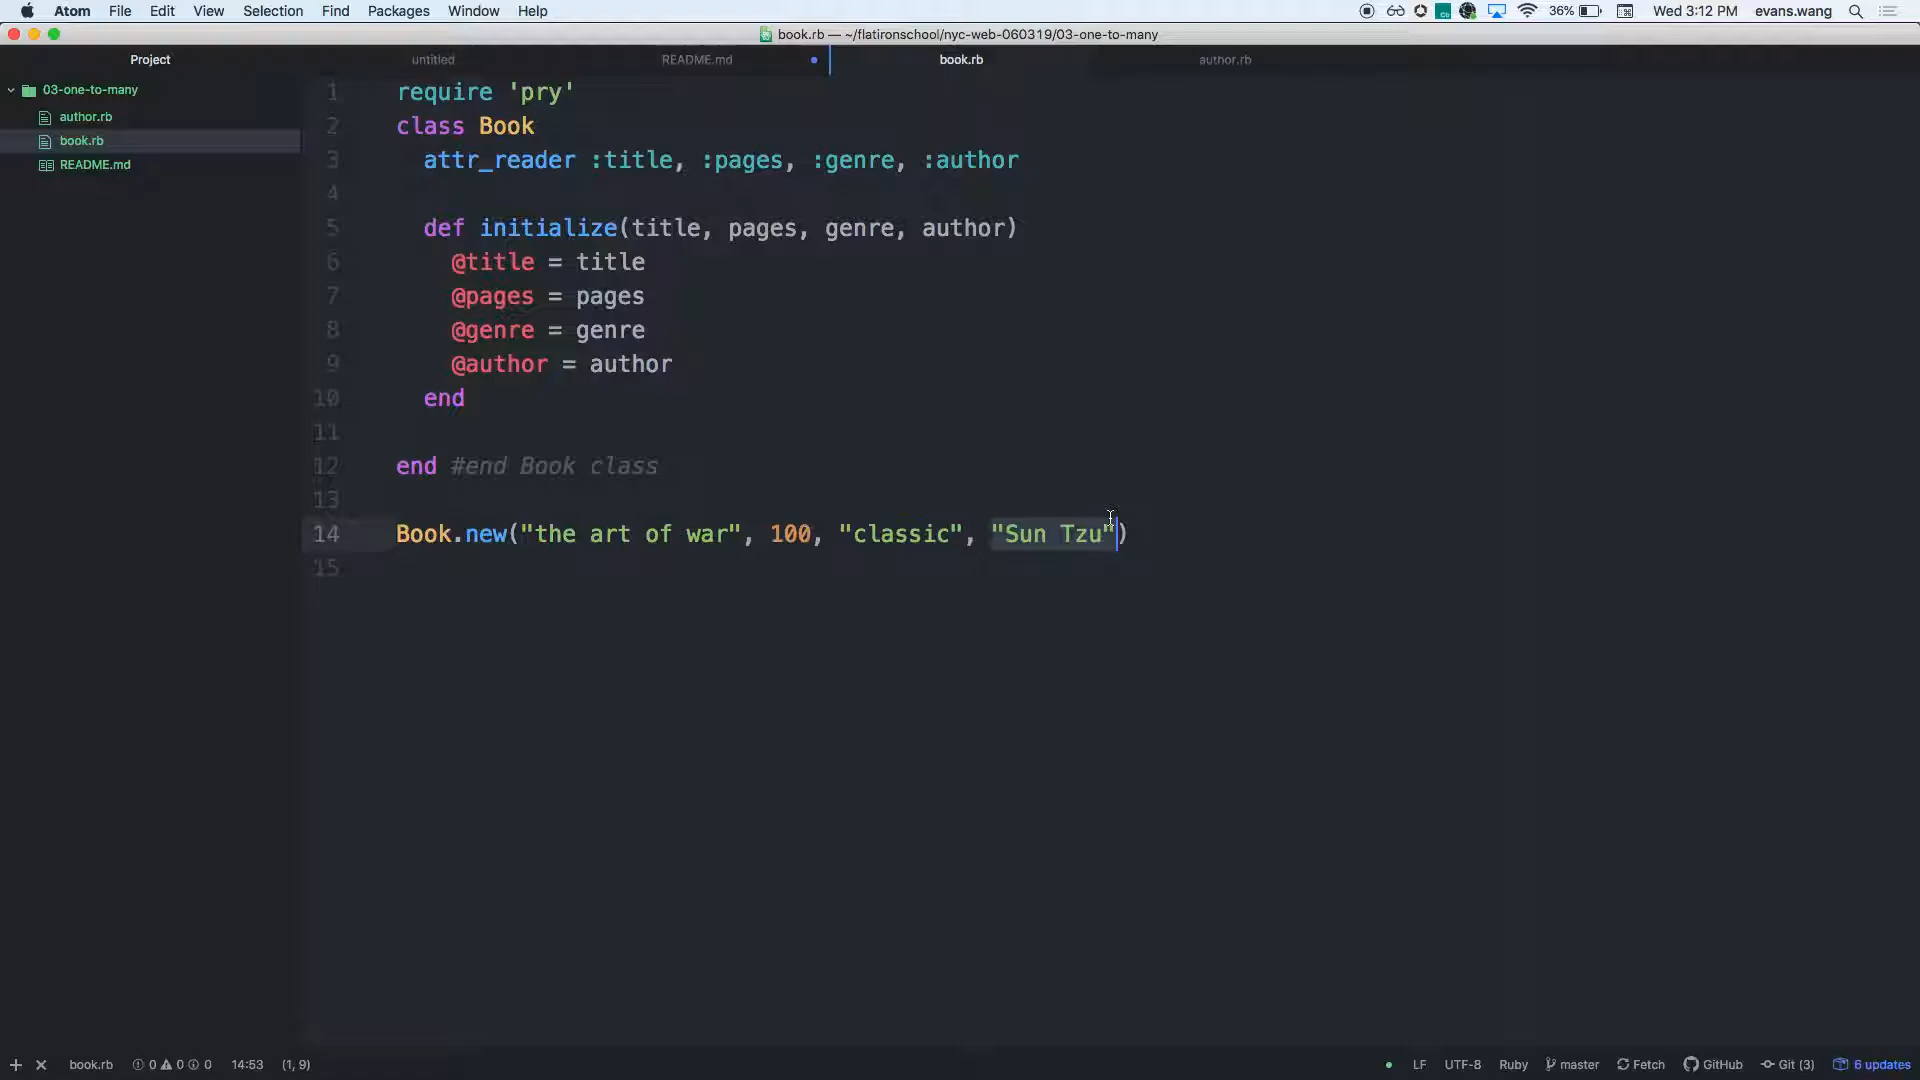 Atom File Edit View Selection Find Packages Window Help 36% Wed 3:12 PM evans.wang
book.rb — ~/flatironschool/nyc-web-060319/03-one-to-many
Project untitled README.md book.rb author.rb
03-one-to-many
author.rb
book.rb
README.md
1 require 'pry'
2 class Book
3 attr_reader :title, :pages, :genre, :author
4
5 def initialize(title, pages, genre, author)
6 @title = title
7 @pages = pages
8 @genre = genre
9 @author = author
10 end
11
12 end #end Book class
13
14 Book.new("the art of war", 100, "classic", "Sun Tzu")
15
book.rb 0 0 0 14:53 (1, 9) LF UTF-8 Ruby master Fetch GitHub Git (3) 6 updates